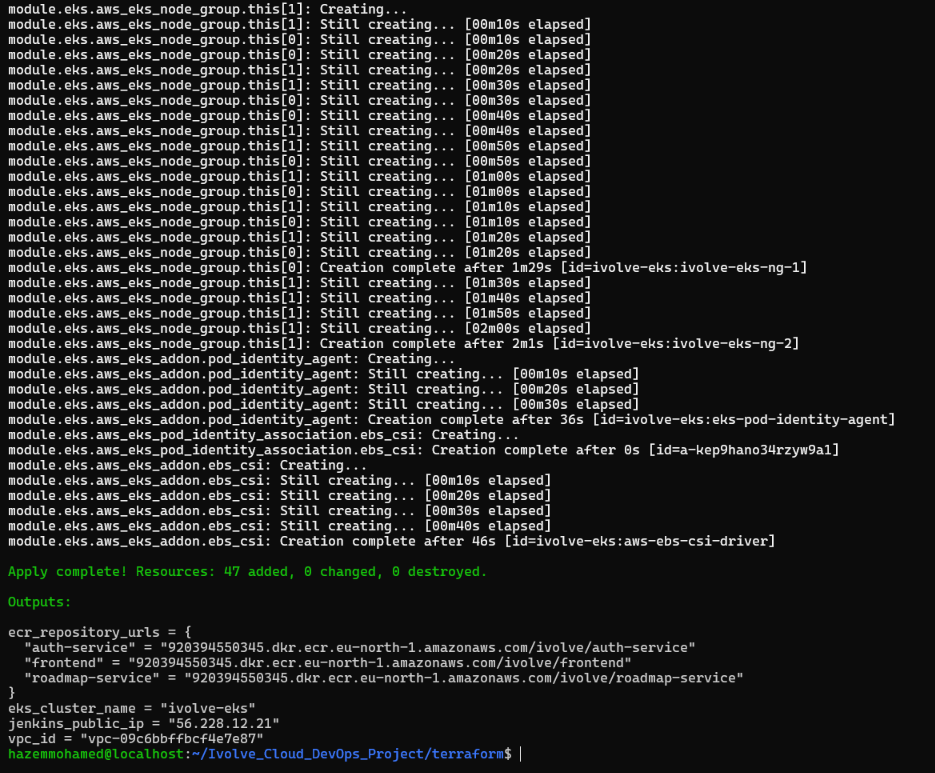 module.eks.aws_eks_node_group.this[1]: Creating...
module.eks.aws_eks_node_group.this[1]: Still creating... [00m10s elapsed]
module.eks.aws_eks_node_group.this[0]: Still creating... [00m10s elapsed]
module.eks.aws_eks_node_group.this[0]: Still creating... [00m20s elapsed]
module.eks.aws_eks_node_group.this[1]: Still creating... [00m20s elapsed]
module.eks.aws_eks_node_group.this[1]: Still creating... [00m30s elapsed]
module.eks.aws_eks_node_group.this[0]: Still creating... [00m30s elapsed]
module.eks.aws_eks_node_group.this[0]: Still creating... [00m40s elapsed]
module.eks.aws_eks_node_group.this[1]: Still creating... [00m40s elapsed]
module.eks.aws_eks_node_group.this[1]: Still creating... [00m50s elapsed]
module.eks.aws_eks_node_group.this[0]: Still creating... [00m50s elapsed]
module.eks.aws_eks_node_group.this[1]: Still creating... [01m00s elapsed]
module.eks.aws_eks_node_group.this[0]: Still creating... [01m00s elapsed]
module.eks.aws_eks_node_group.this[1]: Still creating... [01m10s elapsed]
module.eks.aws_eks_node_group.this[0]: Still creating... [01m10s elapsed]
module.eks.aws_eks_node_group.this[1]: Still creating... [01m20s elapsed]
module.eks.aws_eks_node_group.this[0]: Still creating... [01m20s elapsed]
module.eks.aws_eks_node_group.this[0]: Creation complete after 1m29s [id=ivolve-eks:ivolve-eks-ng-1]
module.eks.aws_eks_node_group.this[1]: Still creating... [01m30s elapsed]
module.eks.aws_eks_node_group.this[1]: Still creating... [01m40s elapsed]
module.eks.aws_eks_node_group.this[1]: Still creating... [01m50s elapsed]
module.eks.aws_eks_node_group.this[1]: Still creating... [02m00s elapsed]
module.eks.aws_eks_node_group.this[1]: Creation complete after 2m1s [id=ivolve-eks:ivolve-eks-ng-2]
module.eks.aws_eks_addon.pod_identity_agent: Creating...
module.eks.aws_eks_addon.pod_identity_agent: Still creating... [00m10s elapsed]
module.eks.aws_eks_addon.pod_identity_agent: Still creating... [00m20s elapsed]
module.eks.aws_eks_addon.pod_identity_agent: Still creating... [00m30s elapsed]
module.eks.aws_eks_addon.pod_identity_agent: Creation complete after 36s [id=ivolve-eks:eks-pod-identity-agent]
module.eks.aws_eks_pod_identity_association.ebs_csi: Creating...
module.eks.aws_eks_pod_identity_association.ebs_csi: Creation complete after 0s [id=a-kep9hano34rzyw9a1]
module.eks.aws_eks_addon.ebs_csi: Creating...
module.eks.aws_eks_addon.ebs_csi: Still creating... [00m10s elapsed]
module.eks.aws_eks_addon.ebs_csi: Still creating... [00m20s elapsed]
module.eks.aws_eks_addon.ebs_csi: Still creating... [00m30s elapsed]
module.eks.aws_eks_addon.ebs_csi: Still creating... [00m40s elapsed]
module.eks.aws_eks_addon.ebs_csi: Creation complete after 46s [id=ivolve-eks:aws-ebs-csi-driver]
Apply complete! Resources: 47 added, 0 changed, 0 destroyed.
Outputs:
ecr_repository_urls = {
  "auth-service" = "920394550345.dkr.ecr.eu-north-1.amazonaws.com/ivolve/auth-service"
  "frontend" = "920394550345.dkr.ecr.eu-north-1.amazonaws.com/ivolve/frontend"
  "roadmap-service" = "920394550345.dkr.ecr.eu-north-1.amazonaws.com/ivolve/roadmap-service"
}
eks_cluster_name = "ivolve-eks"
jenkins_public_ip = "56.228.12.21"
vpc_id = "vpc-09c6bbffbcf4e7e87"
hazemmohamed@localhost:~/Ivolve_Cloud_DevOps_Project/terraform$